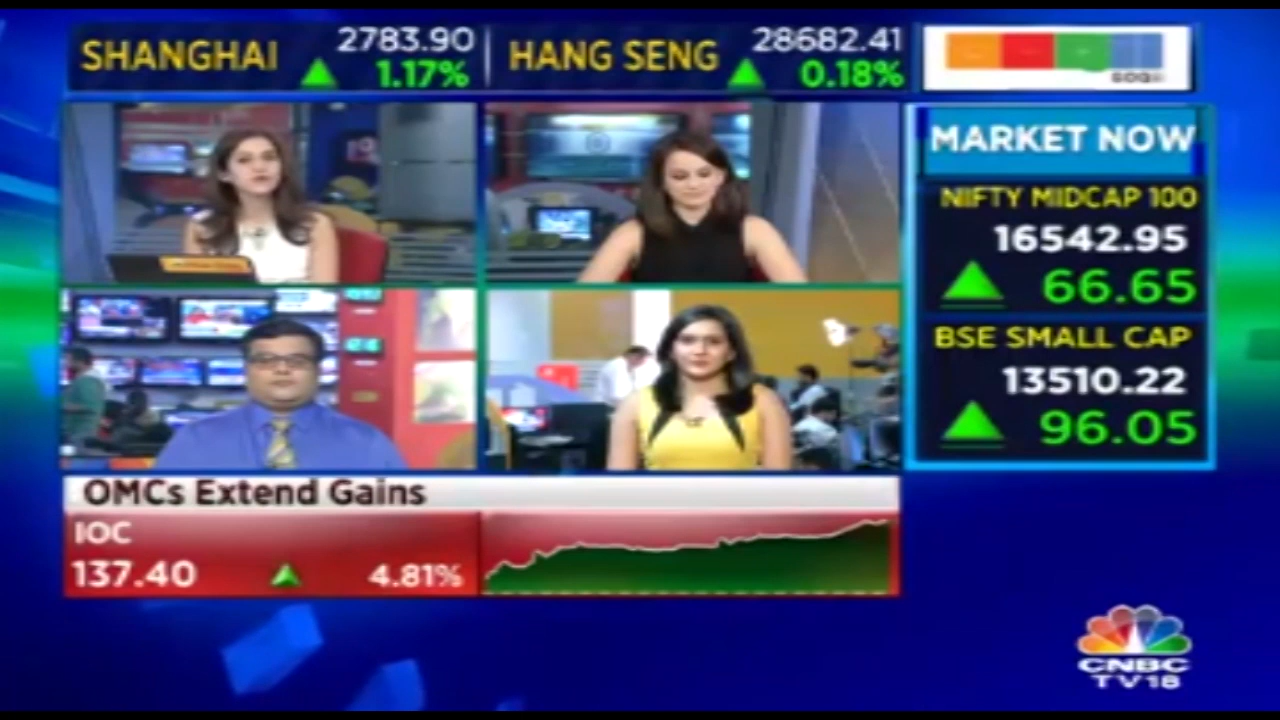 SHANGHAI
2783.90
1.17%
HANG SENG
28682.41
0.18%
MARKET NOW
NIFTY MIDCAP 100
16542.95
66.65
BSE SMALL CAP
13510.22
96.05
OMCs Extend Gains
IOC
137.40
4.81%
CNBC
TV18